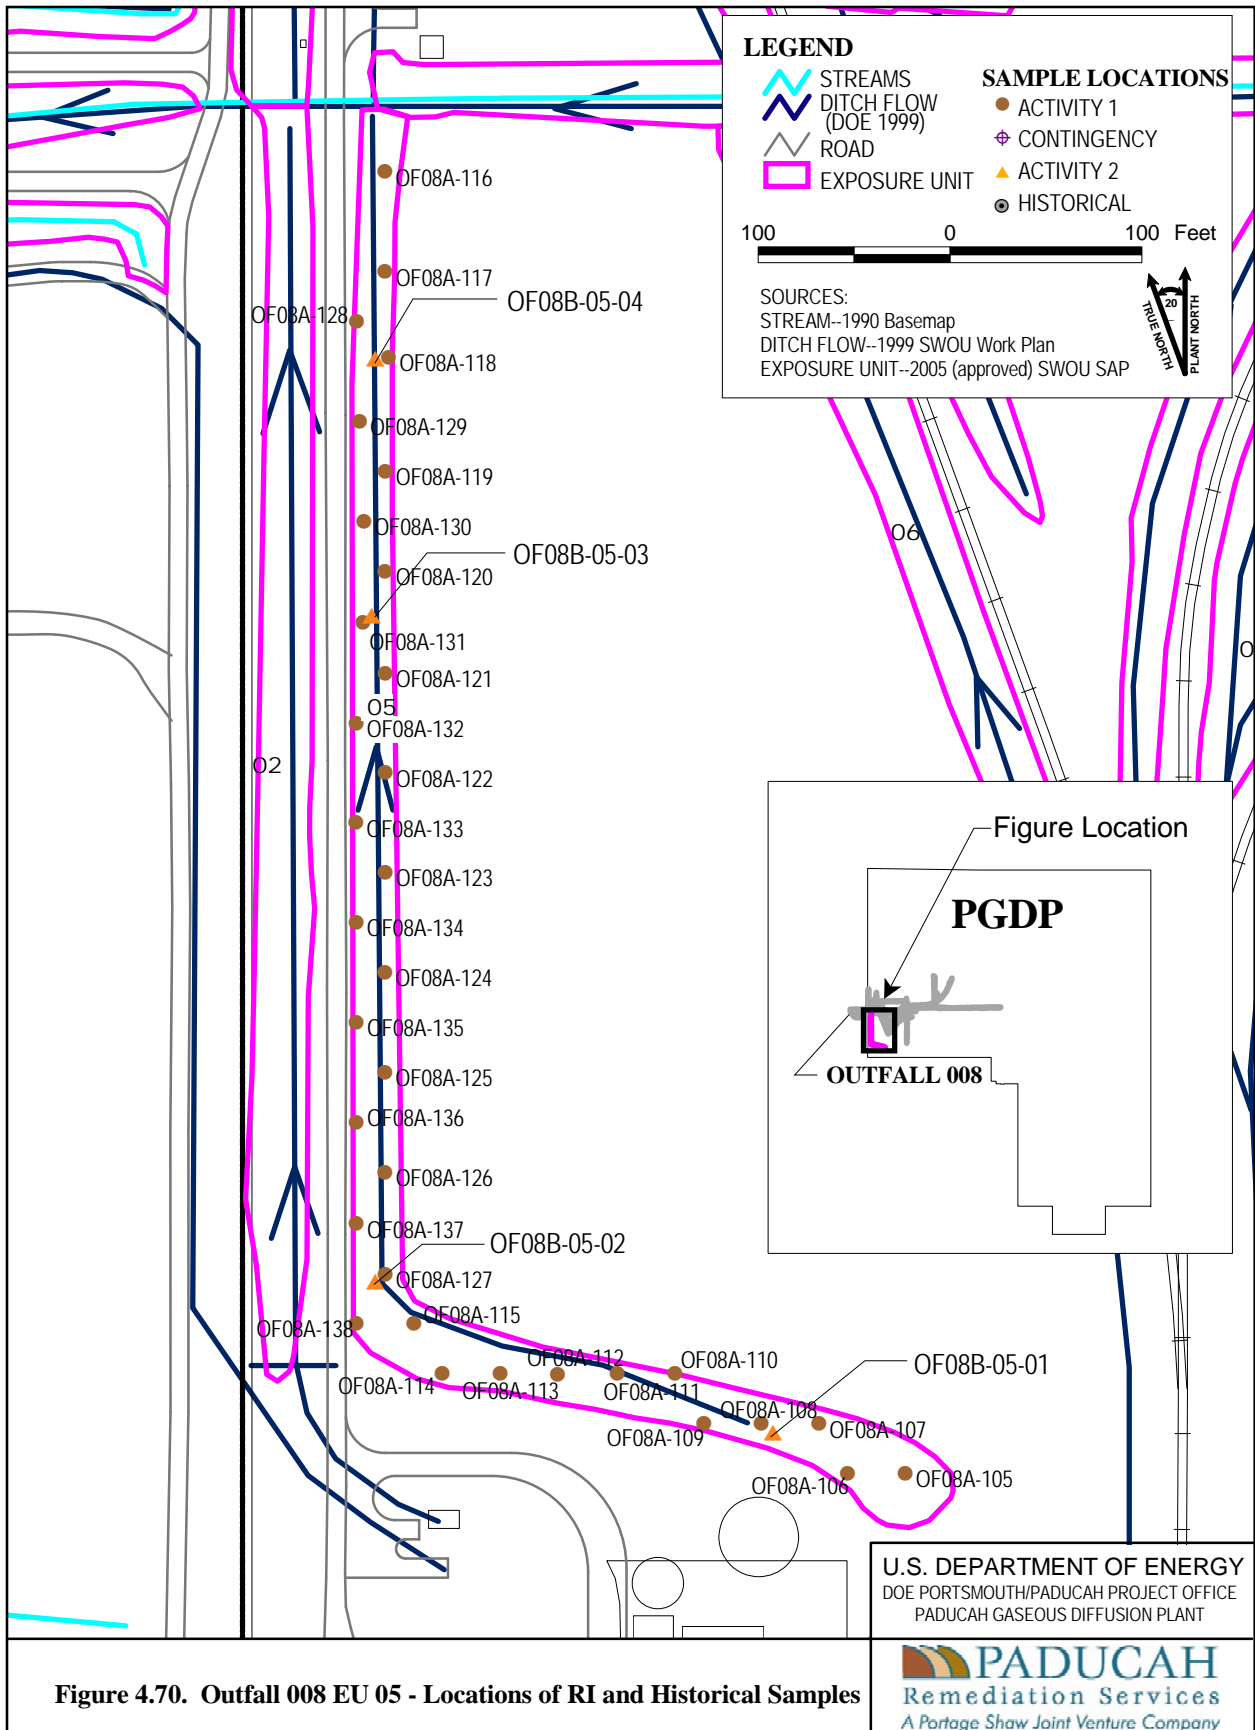 LEGEND
STREAMS
DITCH FLOW
(DOE 1999)
ROAD
EXPOSURE UNIT
SAMPLE LOCATIONS
ACTIVITY 1
CONTINGENCY
ACTIVITY 2
HISTORICAL
100 0 100 Feet
SOURCES:
STREAM--1990 Basemap
DITCH FLOW--1999 SWOU Work Plan
EXPOSURE UNIT--2005 (approved) SWOU SAP
20
TRUE NORTH
PLANT NORTH
OF08A-116
OF08A-117
OF08B-05-04
OF08A-128
OF08A-118
OF08A-129
OF08A-119
OF08A-130
OF08B-05-03
OF08A-120
OF08A-131
OF08A-121
05
OF08A-132
02
OF08A-122
OF08A-133
OF08A-123
OF08A-134
OF08A-124
OF08A-135
OF08A-125
OF08A-136
OF08A-126
OF08A-137
OF08B-05-02
OF08A-127
OF08A-138
OF08A-115
OF08A-112
OF08A-110
OF08A-114
OF08A-113
OF08A-111
OF08B-05-01
OF08A-108
OF08A-109
OF08A-107
OF08A-106
OF08A-105
06
0
Figure Location
PGDP
OUTFALL 008
U.S. DEPARTMENT OF ENERGY
DOE PORTSMOUTH/PADUCAH PROJECT OFFICE
PADUCAH GASEOUS DIFFUSION PLANT
Figure 4.70. Outfall 008 EU 05 - Locations of RI and Historical Samples
PADUCAH
Remediation Services
A Portage Shaw Joint Venture Company